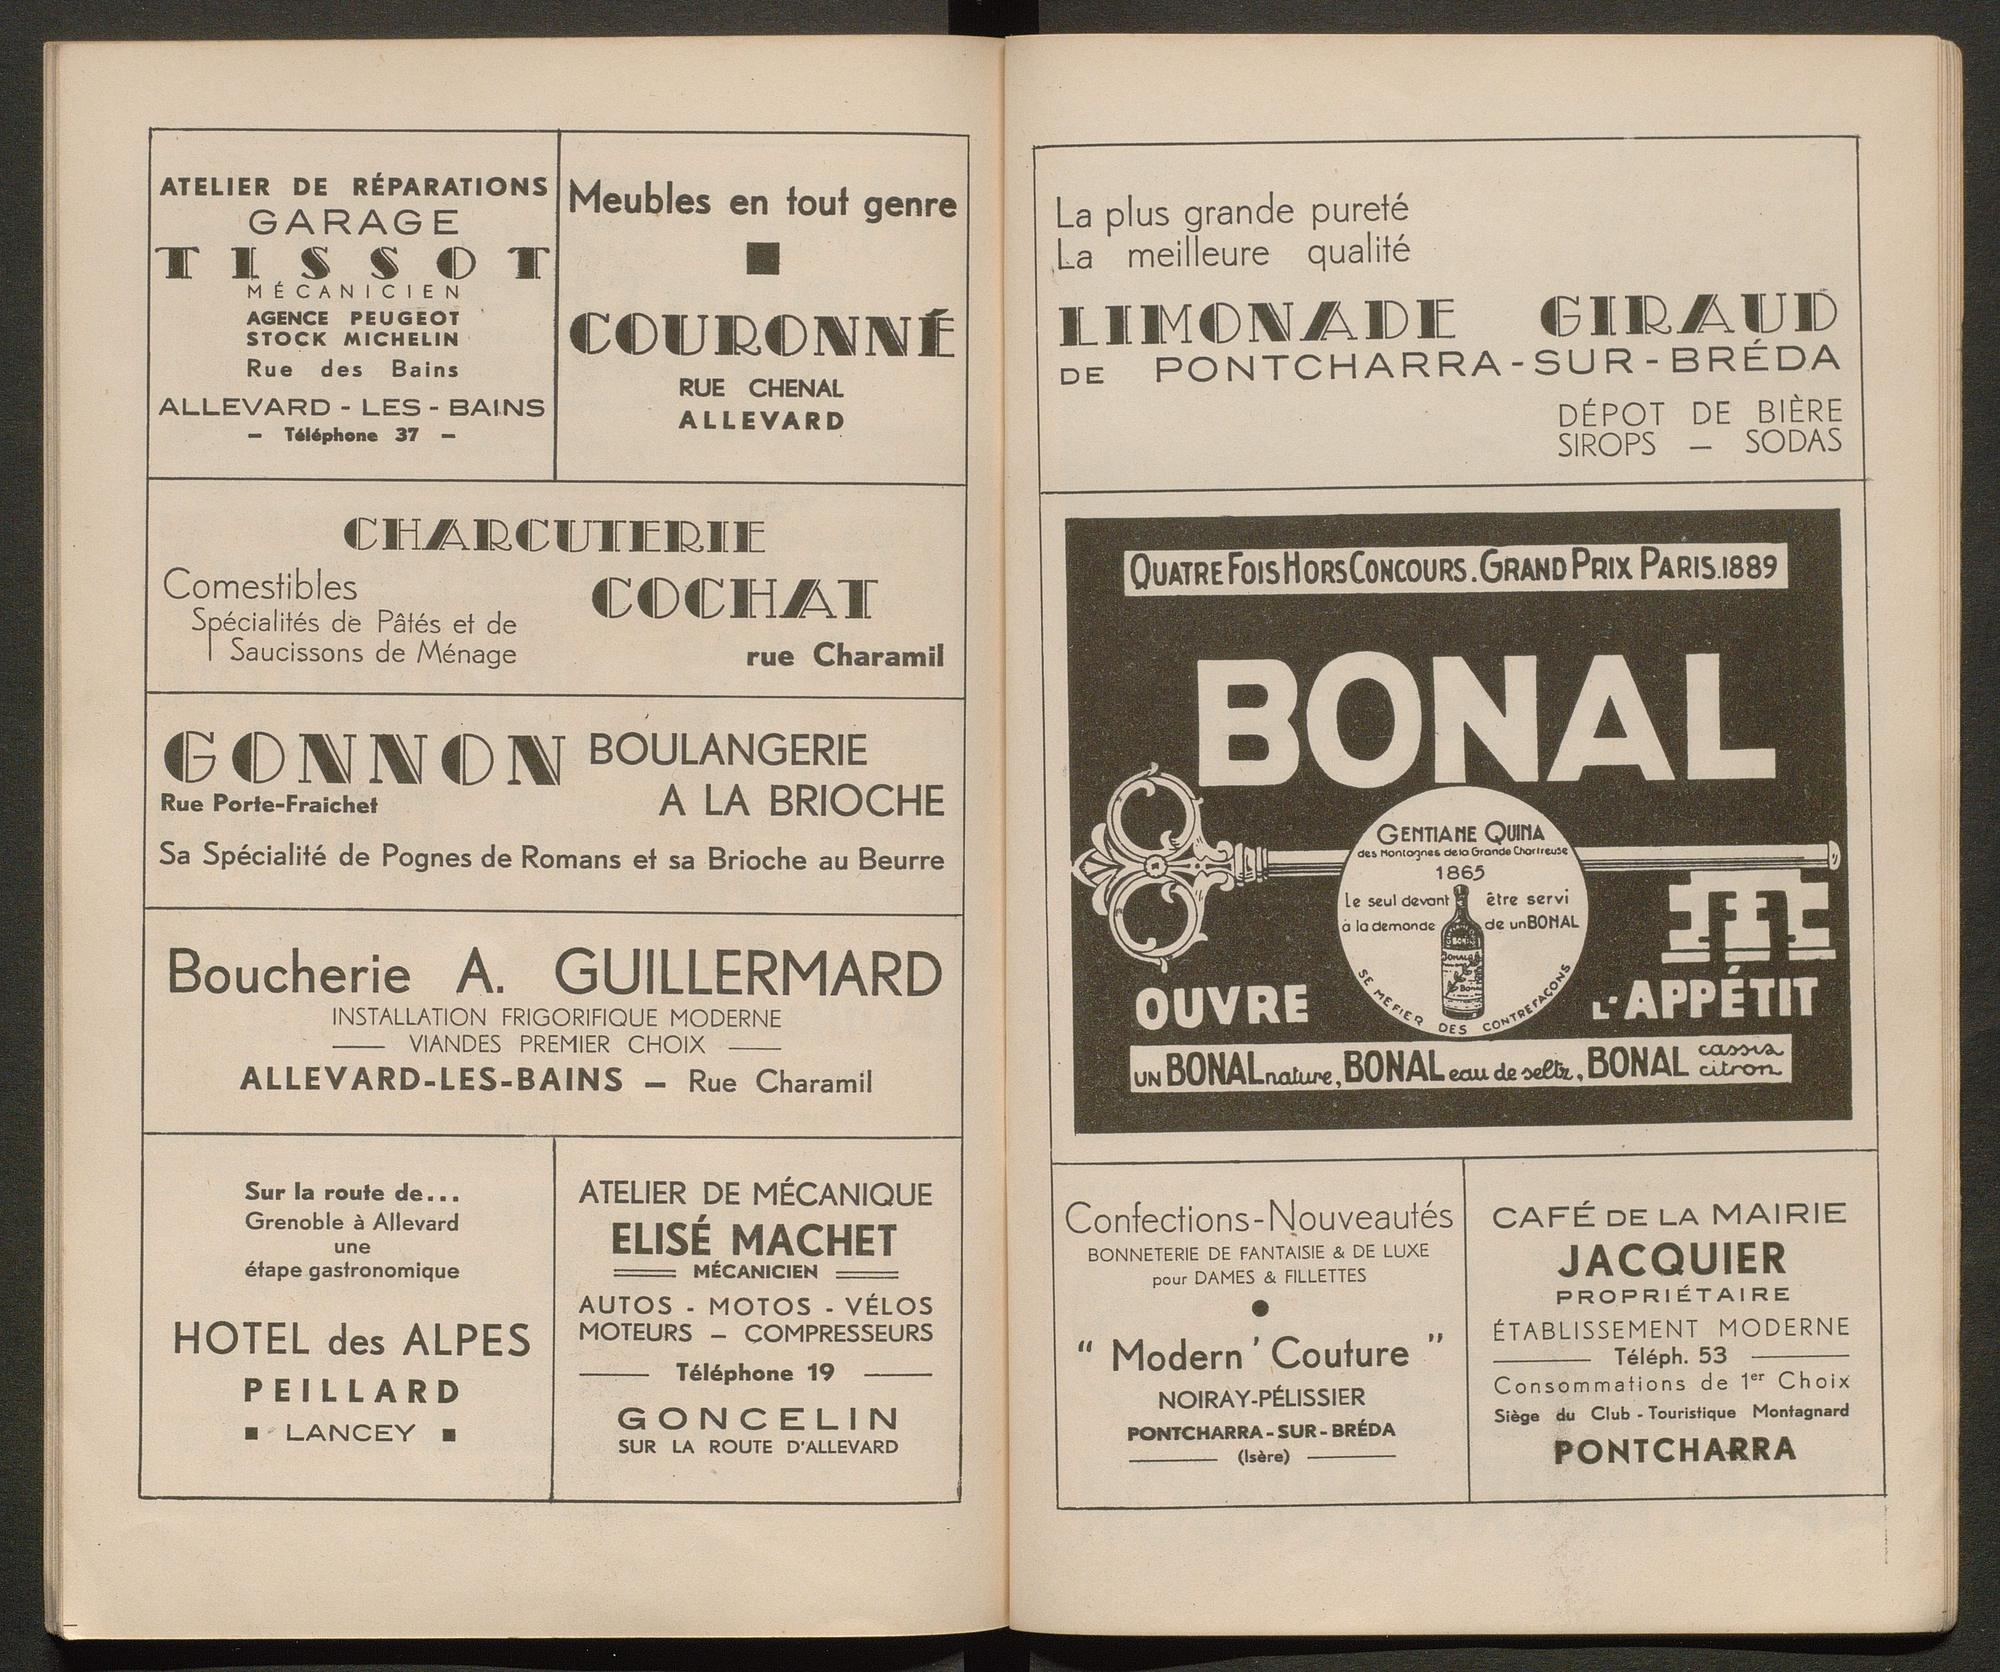 ATELIER DE RÉPARATIONS
GARAGE
TISSOT
MÉCANICIEN
AGENCE PEUGEOT
STOCK MICHELIN
Rue des Bains
ALLEVARD - LES - BAINS
— Téléphone 37 —
Meubles en tout genre
COURONNÉ
RUE CHENAL
ALLEVARD
CHARCUTERIE
COCHAT
Comestibles
Spécialités de Pâtés et de
Saucissons de Ménage
rue Charamil
GONNON
Rue Porte-Fraichet
BOULANGERIE
A LA BRIOCHE
Sa Spécialité de Pognes de Romans et sa Brioche au Beurre
Boucherie A. GUILLERMARD
INSTALLATION FRIGORIFIQUE MODERNE
— VIANDES PREMIER CHOIX —
ALLEVARD-LES-BAINS — Rue Charamil
Sur la route de...
Grenoble à Allevard
une
étape gastronomique
HOTEL des ALPES
PEILLARD
LANCEY
ATELIER DE MÉCANIQUE
ELISÉ MACHET
MÉCANICIEN
AUTOS - MOTOS - VÉLOS
MOTEURS — COMPRESSEURS
— Téléphone 19 —
GONCELIN
SUR LA ROUTE D'ALLEVARD
La plus grande pureté
La meilleure qualité
LIMONADE GIRAUD
DE PONTCHARRA-SUR-BRÉDA
DÉPOT DE BIÈRE
SIROPS — SODAS
QUATRE FOIS HORS CONCOURS. GRAND PRIX PARIS.1889
BONAL
GENTIANE QUINA
des Montagnes de la Grande Chartreuse
1865
Le seul devant être servi
à la demande de un BONAL
SE MEFIER DES CONTREFAÇONS
OUVRE L'APPÉTIT
UN BONAL nature, BONAL eau de seltz, BONAL cassis
citron
Confections-Nouveautés
BONNETERIE DE FANTAISIE & DE LUXE
pour DAMES & FILLETTES
" Modern ' Couture "
NOIRAY-PÉLISSIER
PONTCHARRA-SUR-BRÉDA
— (Isère) —
CAFÉ DE LA MAIRIE
JACQUIER
PROPRIÉTAIRE
ÉTABLISSEMENT MODERNE
— Téléph. 53 —
Consommations de 1er Choix
Siège du Club-Touristique Montagnard
PONTCHARRA